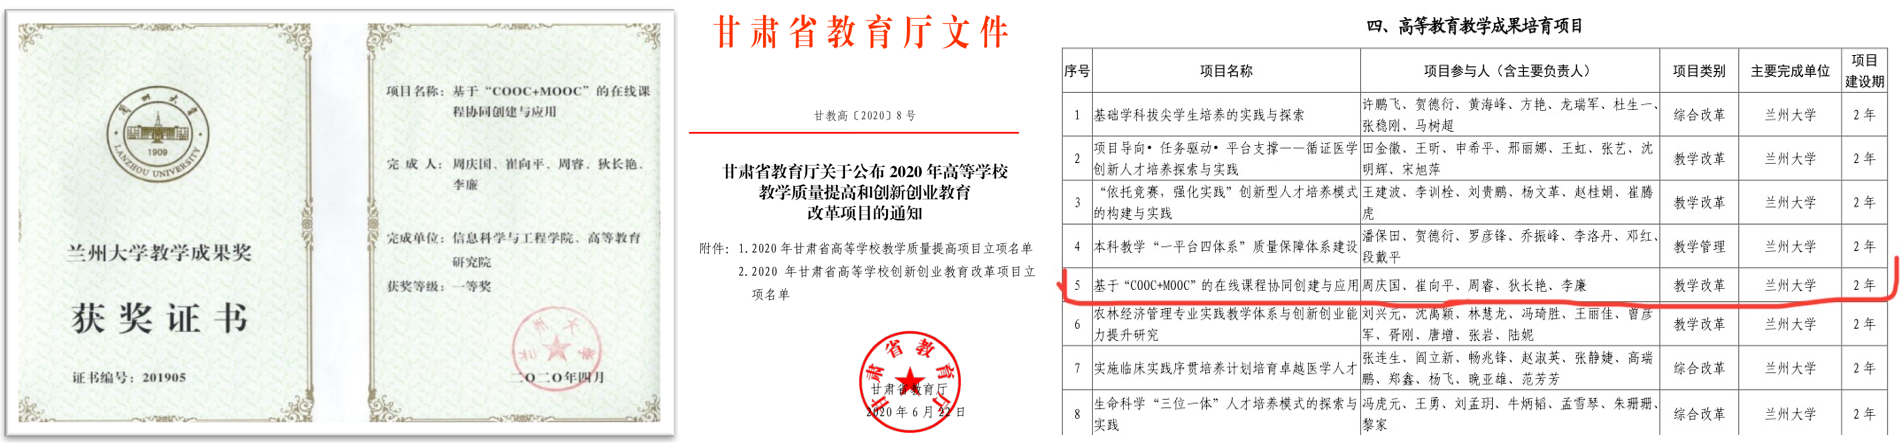 兰州大学
LANZHOU UNIVERSITY
1909
兰州大学教学成果奖
获奖证书
证书编号：201905
项目名称：基于“COOC+MOOC”的在线课
程协同创建与应用
完成人：周庆国、崔向平、周睿、狄长艳、
李廉
完成单位：信息科学与工程学院、高等教育
研究院
获奖等级：一等奖
二〇二〇年四月
甘肃省教育厅文件
甘教高〔2020〕8号
甘肃省教育厅关于公布2020年高等学校
教学质量提高和创新创业教育
改革项目的通知
附件：1.2020年甘肃省高等学校教学质量提高项目立项名单
2.2020 年甘肃省高等学校创新创业教育改革项目立
项名单
甘肃省教育厅
甘肃省教育厅
2020年6月22日
四、高等教育教学成果培育项目
序号 项目名称 项目参与人（含主要负责人） 项目类别 主要完成单位 项目
建设期
1 基础学科拔尖学生培养的实践与探索 许鹏飞、贺德衍、黄海峰、方艳、龙瑞军、杜生一、
张稳刚、马树超 综合改革 兰州大学 2年
2 项目导向•任务驱动•平台支撑——循证医学
创新人才培养探索与实践 田金徽、王昕、申希平、邢丽娜、王虹、张艺、沈
明辉、宋旭萍 教学改革 兰州大学 2年
3 “依托竞赛，强化实践”创新型人才培养模式
的构建与实践 王建波、李训栓、刘贵鹏、杨文革、赵桂娟、崔腾
虎 教学改革 兰州大学 2年
4 本科教学“一平台四体系”质量保障体系建设 潘保田、贺德衍、罗彦锋、乔振峰、李洛丹、邓红、
段戴平 教学管理 兰州大学 2年
5 基于“COOC+MOOC”的在线课程协同创建与应用 周庆国、崔向平、周睿、狄长艳、李廉 教学改革 兰州大学 2年
6 农林经济管理专业实践教学体系与创新创业能
力提升研究 刘兴元、沈禹颖、林慧龙、冯琦胜、王丽佳、曾彦
军、胥刚、唐增、张岩、陆妮 教学改革 兰州大学 2年
7 实施临床实践序贯培养计划培育卓越医学人才 张连生、阎立新、杨兆锋、赵淑英、张静婕、高瑞
鹏、郑鑫、杨飞、晚亚雄、范芳芳 综合改革 兰州大学 2年
8 生命科学“三位一体”人才培养模式的探索与
实践 冯虎元、王勇、刘孟玥、牛炳韬、孟雪琴、朱珊珊、
黎家 综合改革 兰州大学 2年